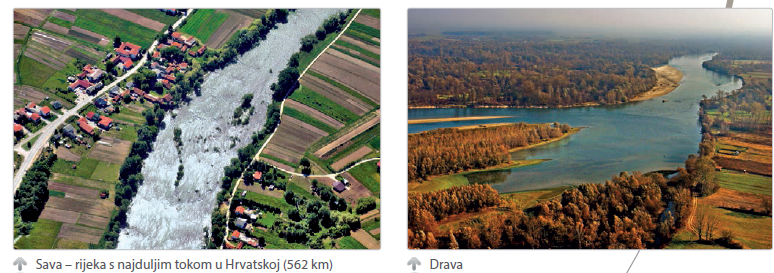 Sava – rijeka s najduljim tokom u Hrvatskoj (562 km)
Drava